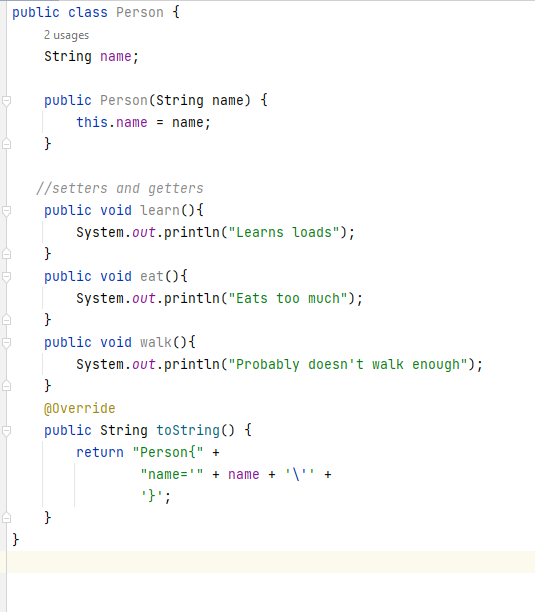 public class Person {
2 usages
String name;
public Person(String name) {
this.name = name;
}
//setters and getters
public void learn(){
System.out.println("Learns loads");
}
public void eat(){
System.out.println("Eats too much");
}
public void walk(){
System.out.println("Probably doesn't walk enough");
}
@Override
public String toString() {
return "Person{" +
"name='" + name + '\'' +
'}';
}
}